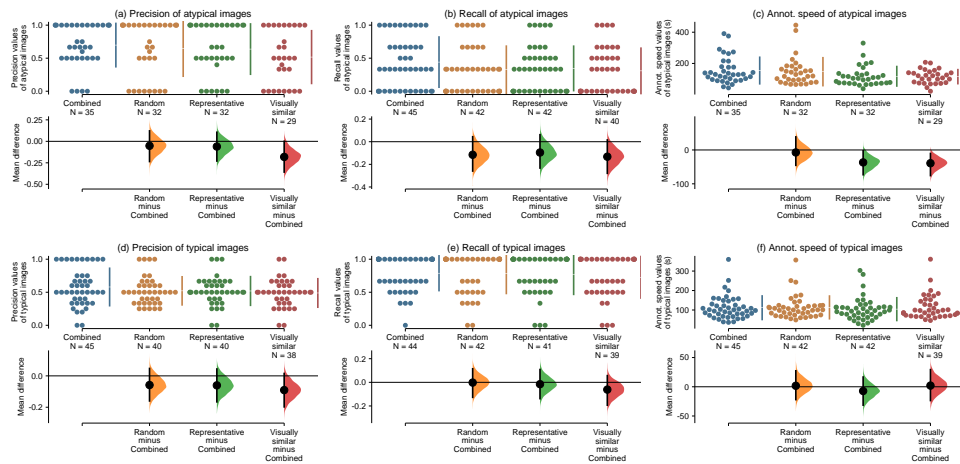 (a) Precision of atypical images
Precision values
of atypical images
1.0
0.5
0.0
Combined
N = 35
Random
N = 32
Representative
N = 32
Visually
similar
N = 29
Mean difference
0.25
0.00
-0.25
-0.50
Random
minus
Combined
Representative
minus
Combined
Visually
similar
minus
Combined
(b) Recall of atypical images
Recall values
of atypical images
1.0
0.5
0.0
Combined
N = 45
Random
N = 42
Representative
N = 42
Visually
similar
N = 40
Mean difference
0.2
0.0
-0.2
-0.4
Random
minus
Combined
Representative
minus
Combined
Visually
similar
minus
Combined
(c) Annot. speed of atypical images
Annot. speed values
of atypical images (s)
400
200
Combined
N = 35
Random
N = 32
Representative
N = 32
Visually
similar
N = 29
Mean difference
0
-100
Random
minus
Combined
Representative
minus
Combined
Visually
similar
minus
Combined
(d) Precision of typical images
Precision values
of typical images
1.0
0.5
0.0
Combined
N = 45
Random
N = 40
Representative
N = 40
Visually
similar
N = 38
Mean difference
0.0
-0.2
Random
minus
Combined
Representative
minus
Combined
Visually
similar
minus
Combined
(e) Recall of typical images
Recall values
of typical images
1.0
0.5
0.0
Combined
N = 44
Random
N = 42
Representative
N = 41
Visually
similar
N = 39
Mean difference
0.2
0.0
-0.2
Random
minus
Combined
Representative
minus
Combined
Visually
similar
minus
Combined
(f) Annot. speed of typical images
Annot. speed values
of typical images (s)
300
200
100
Combined
N = 45
Random
N = 42
Representative
N = 42
Visually
similar
N = 39
Mean difference
50
0
-50
Random
minus
Combined
Representative
minus
Combined
Visually
similar
minus
Combined